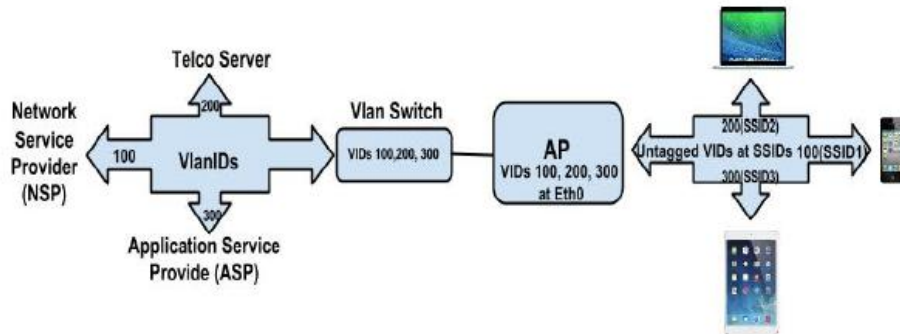 Telco Server
Network
Service
Provider
(NSP)
100
200
VlanIDs
300
Application Service
Provide (ASP)
Vlan Switch
VIDs 100,200, 300
AP
VIDs 100, 200, 300
at Eth0
200(SSID2)
Untagged VIDs at SSIDs 100(SSID1)
300(SSID3)